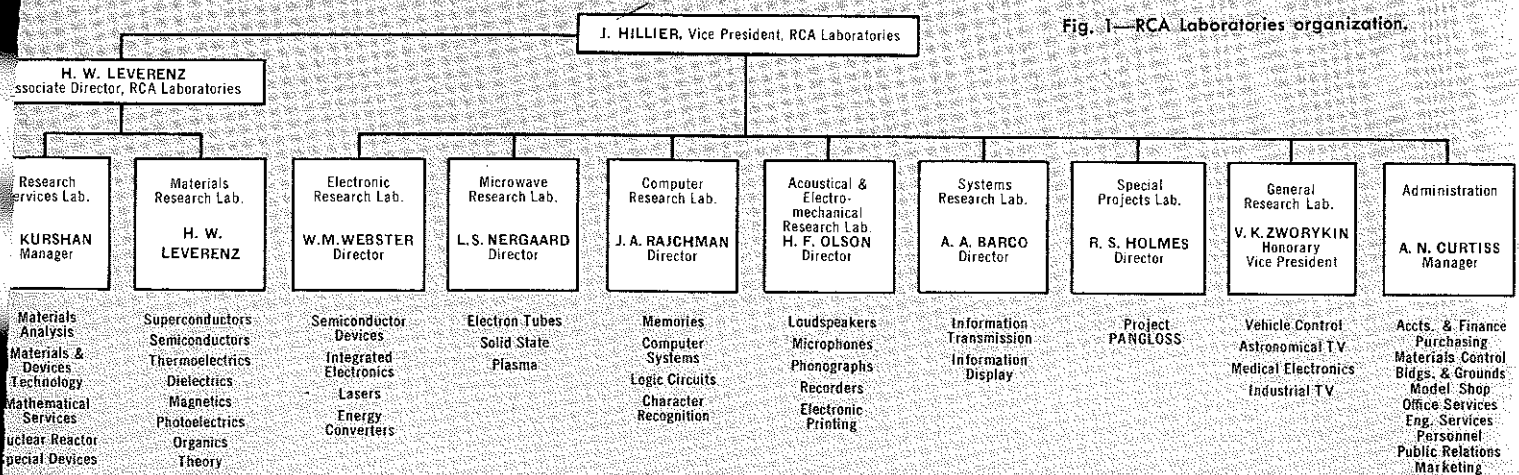 Fig. 1—RCA Laboratories organization.
J. HILLIER, Vice President, RCA Laboratories
H. W. LEVERENZ
ssociate Director, RCA Laboratories
Research
ervices Lab.
KURSHAN
Manager
Materials
Analysis
Materials &
Devices
Technology
Mathematical
Services
uclear Reactor
pecial Devices
Materials
Research Lab.
H. W.
LEVERENZ
Superconductors
Semiconductors
Thermoelectrics
Dielectrics
Magnetics
Photoelectrics
Organics
Theory
Electronic
Research Lab.
W. M. WEBSTER
Director
Semiconductor
Devices
Integrated
Electronics
Lasers
Energy
Converters
Microwave
Research Lab.
L. S. NERGAARD
Director
Electron Tubes
Solid State
Plasma
Computer
Research Lab.
J. A. RAJCHMAN
Director
Memories
Computer
Systems
Logic Circuits
Character
Recognition
Acoustical &
Electro-
mechanical
Research Lab.
H. F. OLSON
Director
Loudspeakers
Microphones
Phonographs
Recorders
Electronic
Printing
Systems
Research Lab.
A. A. BARCO
Director
Information
Transmission
Information
Display
Special
Projects Lab.
R. S. HOLMES
Director
Project
PANGLOSS
General
Research Lab.
V. K. ZWORYKIN
Honorary
Vice President
Vehicle Control
Astronomical TV
Medical Electronics
Industrial TV
Administration
A. N. CURTISS
Manager
Accts. & Finance
Purchasing
Materials Control
Bldgs. & Grounds
Model Shop
Office Services
Eng. Services
Personnel
Public Relations
Marketing